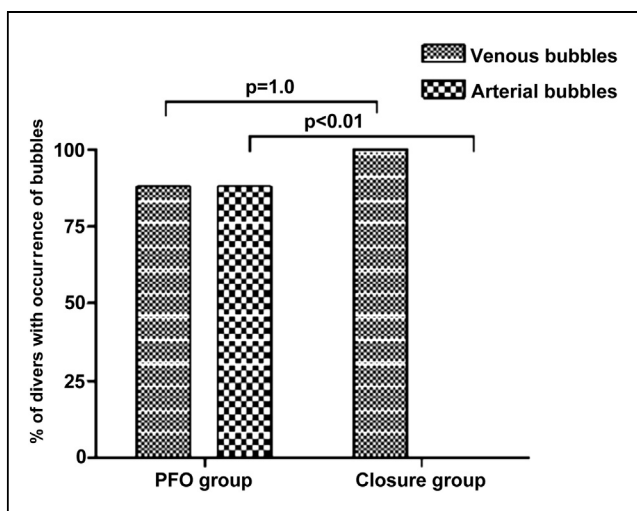 Venous bubbles
Arterial bubbles
p=1.0
p<0.01
% of divers with occurrence of bubbles
100
75
50
25
0
PFO group
Closure group